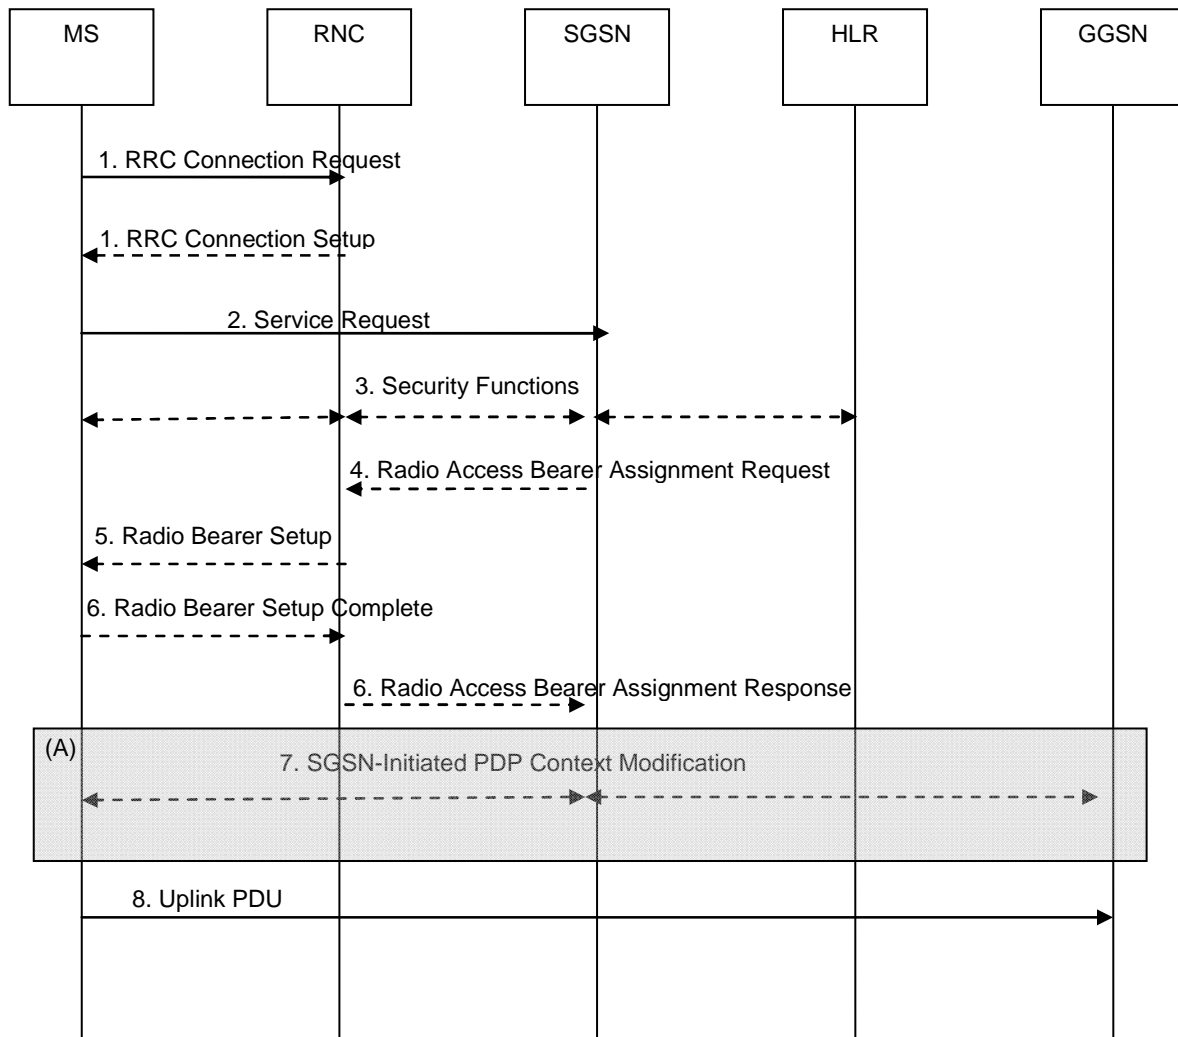 MS
RNC
SGSN
HLR
GGSN
1. RRC Connection Request
1. RRC Connection Setup
2. Service Request
3. Security Functions
4. Radio Access Bearer Assignment Request
5. Radio Bearer Setup
6. Radio Bearer Setup Complete
6. Radio Access Bearer Assignment Response
(A)
7. SGSN-Initiated PDP Context Modification
8. Uplink PDU